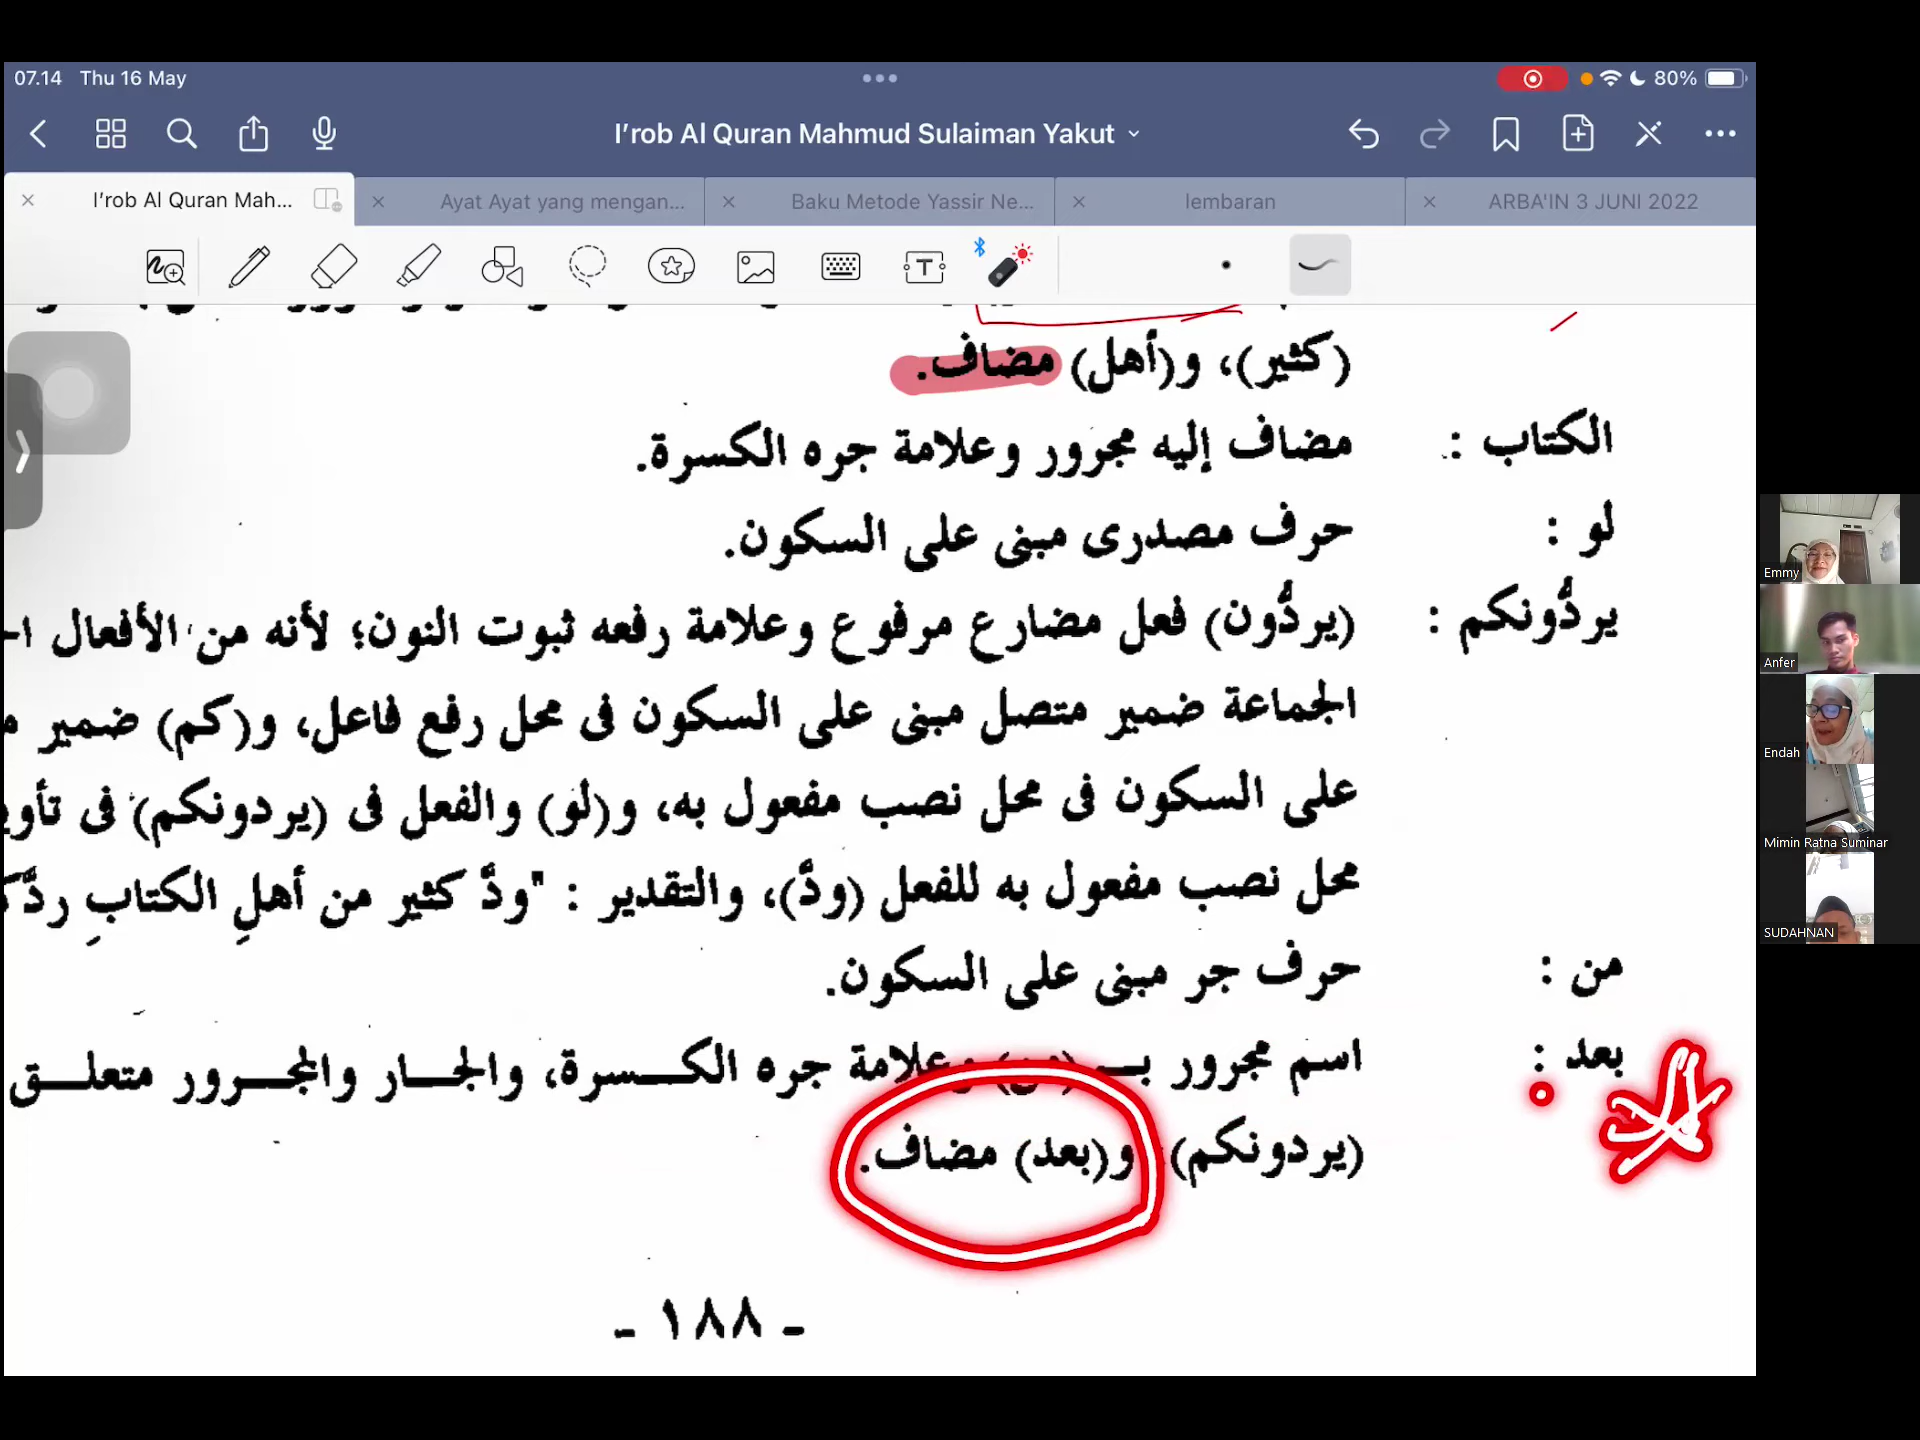 07.14 Thu 16 May
80%
I'rob Al Quran Mahmud Sulaiman Yakut
I'rob Al Quran Mah...
Ayat Ayat yang mengan...
Baku Metode Yassir Ne...
lembaran
ARBA'IN 3 JUNI 2022
(كثير)، و(أهل) مضاف.
الكتاب : مضاف إليه مجرور وعلامة جره الكسرة.
لو : حرف مصدرى مبنى على السكون.
يردُّونكم : (يردُّون) فعل مضارع مرفوع وعلامة رفعه ثبوت النون؛ لأنه من الأفعال
الجماعة ضمير متصل مبنى على السكون فى محل رفع فاعل، و(كم) ضمير
على السكون فى محل نصب مفعول به، و(لو) والفعل فى (يردونكم) فى
محل نصب مفعول به للفعل (ودَّ)، والتقدير : "ودَّ كثير من أهلِ الكتابِ
من : حرف جر مبنى على السكون.
بعد : اسم مجرور بـ (من) وعلامة جره الكسرة، والجار والمجرور متعلق
(يردونكم) و(بعد) مضاف.
- ١٨٨ -
Emmy
Anfer
Endah
Mimin Ratna Suminar
SUDAHNAN